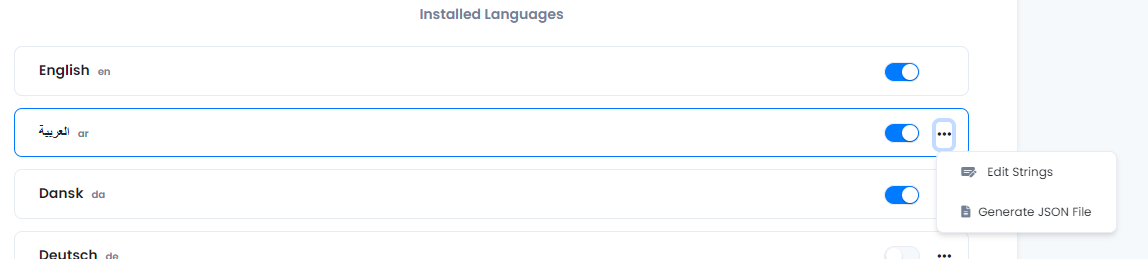 Installed Languages
English en
العربية ar
Edit Strings
Dansk da
Generate JSON File
Deutsch de